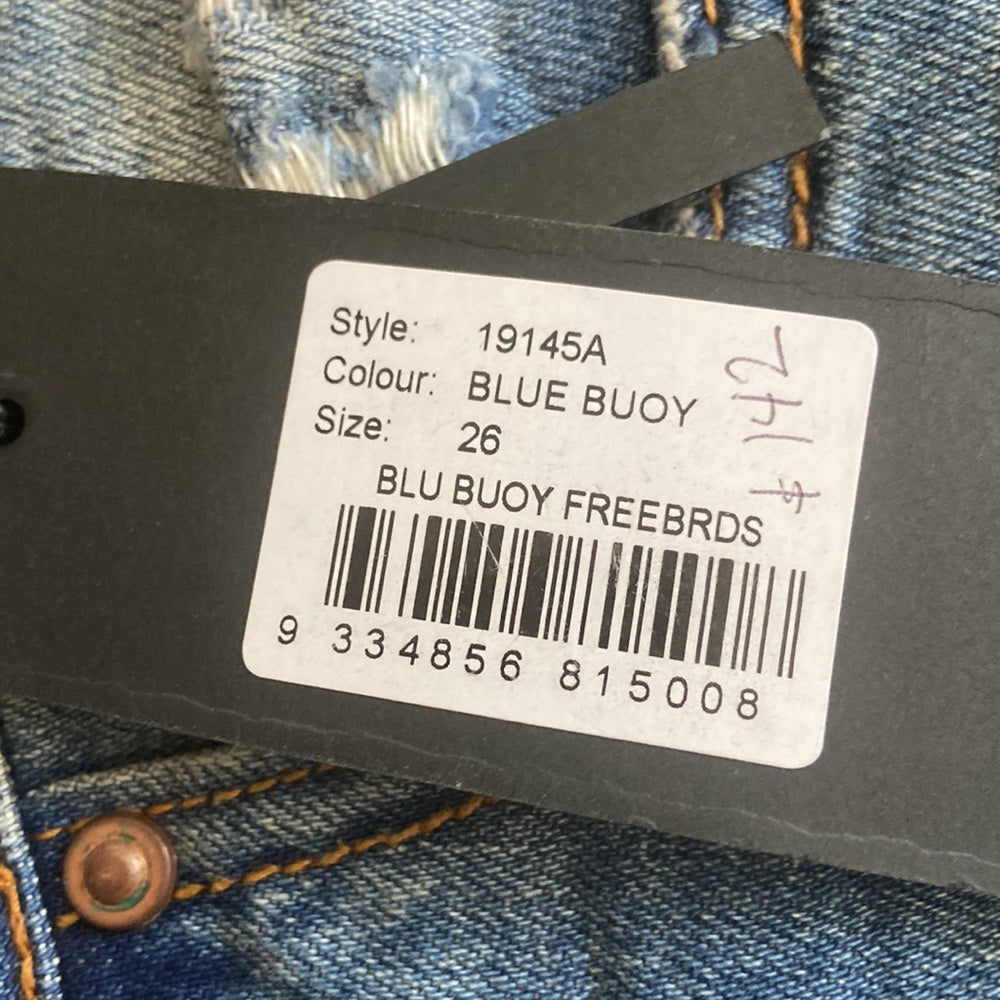 Style: 19145A
Colour: BLUE BUOY
Size: 26
BLU BUOY FREEBRDS
9 334856 815008